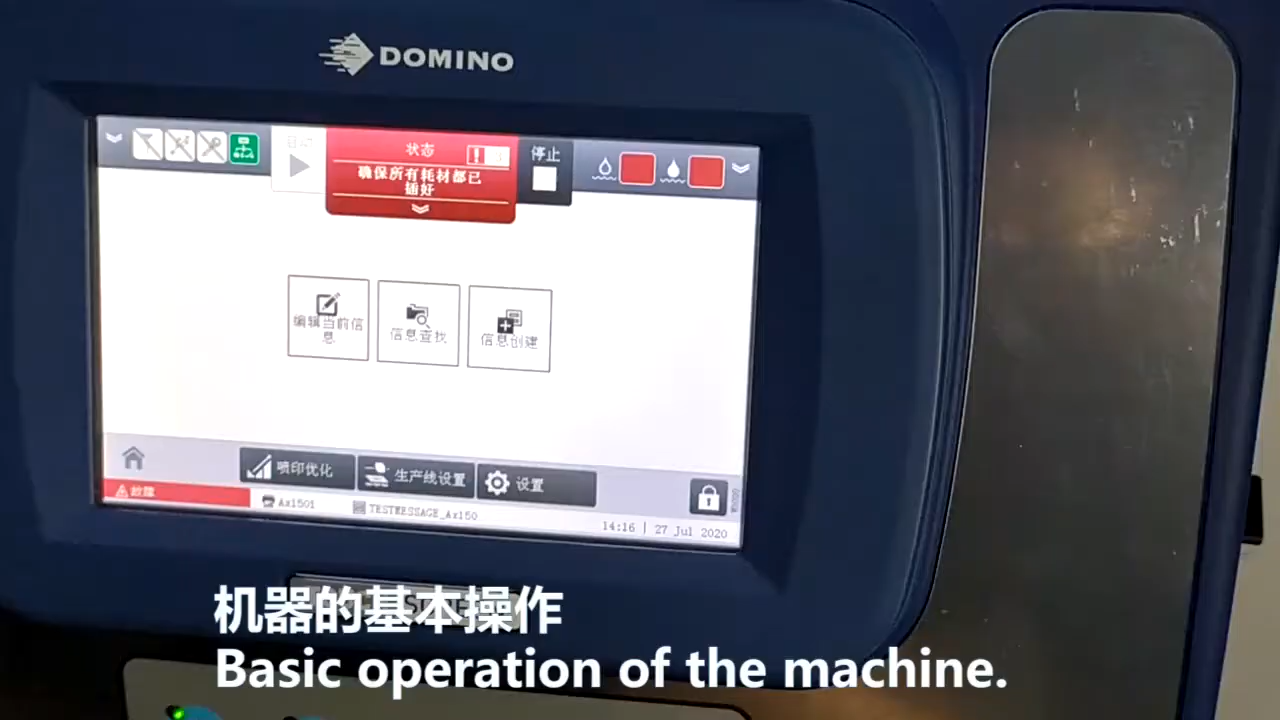 DOMINO
启动
状态
确保所有耗材都已
插好
停止
编辑当前信
息
信息查找
信息创建
喷印优化
生产线设置
设置
故障
Ax1501
TESTMESSAGE_Ax150
14:16 | 27 Jul 2020
机器的基本操作
Basic operation of the machine.